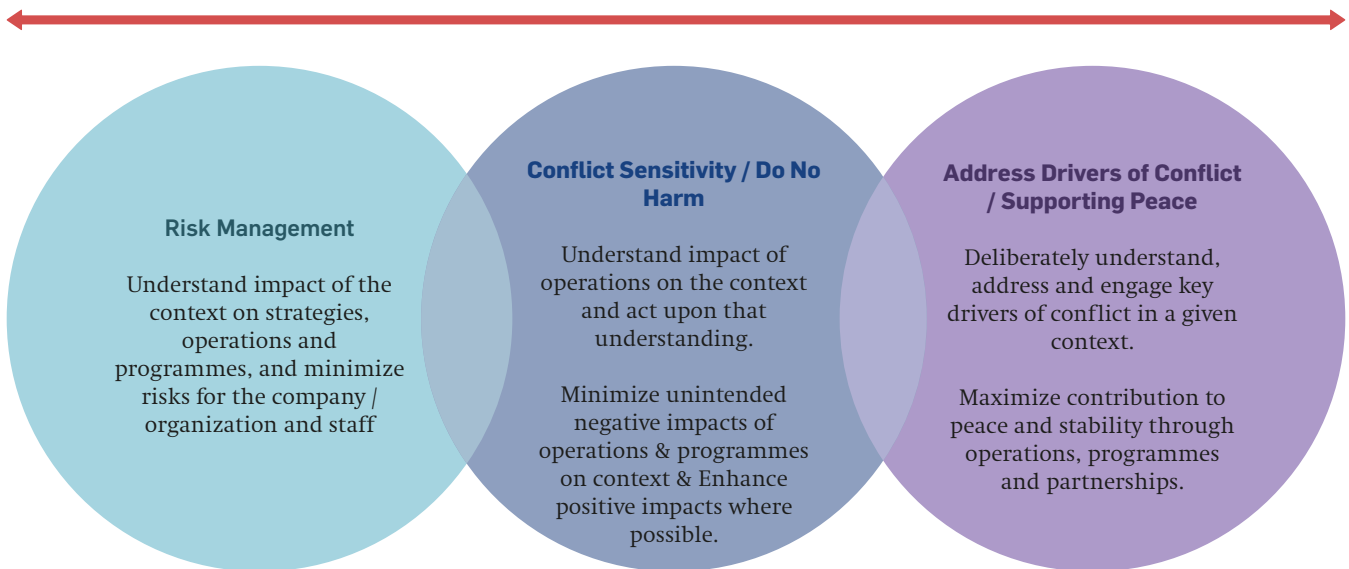 Risk Management
Understand impact of the
context on strategies,
operations and
programmes, and minimize
risks for the company /
organization and staff
Conflict Sensitivity / Do No
Harm
Understand impact of
operations on the context
and act upon that
understanding.
Minimize unintended
negative impacts of
operations & programmes
on context & Enhance
positive impacts where
possible.
Address Drivers of Conflict
/ Supporting Peace
Deliberately understand,
address and engage key
drivers of conflict in a given
context.
Maximize contribution to
peace and stability through
operations, programmes
and partnerships.